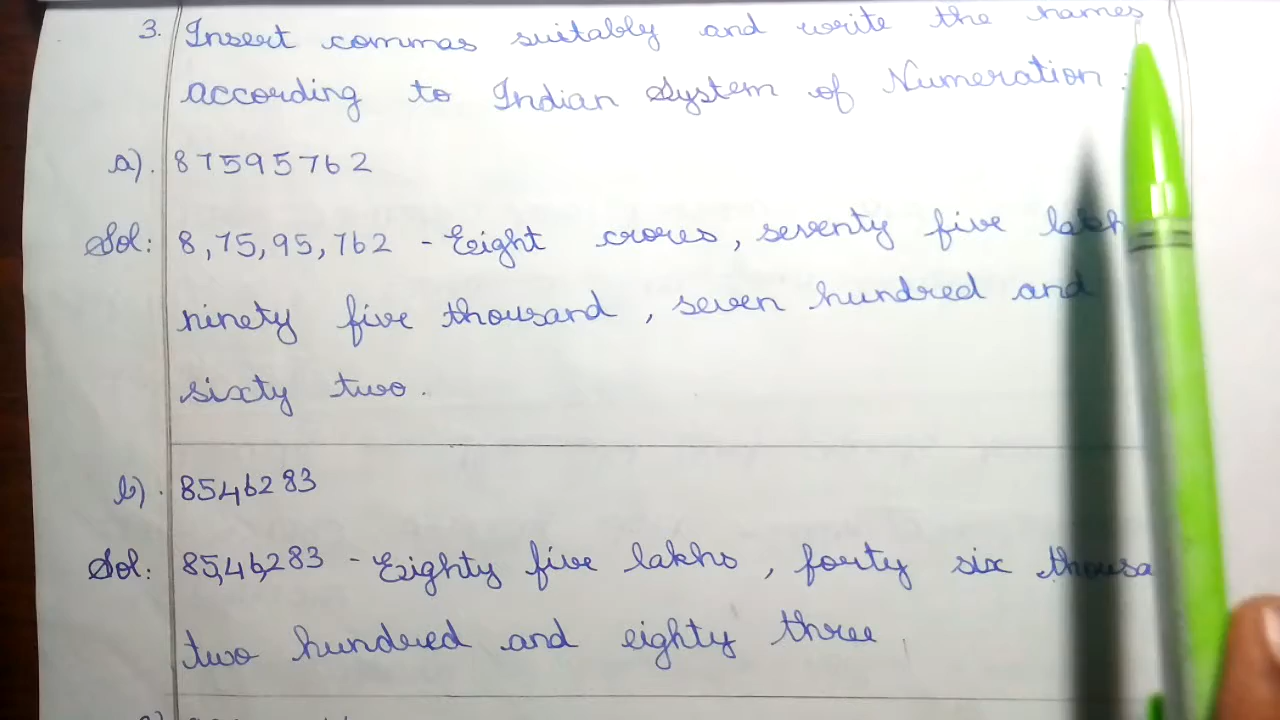 3. Insert commas suitably and write the names
according to Indian System of Numeration :
a). 87595762
Sol: 8,75,95,762 - Eight crores, seventy five lakh
ninety five thousand, seven hundred and
sixty two.
b). 8546283
Sol: 85,46,283 - Eighty five lakhs, forty six thousa
two hundred and eighty three